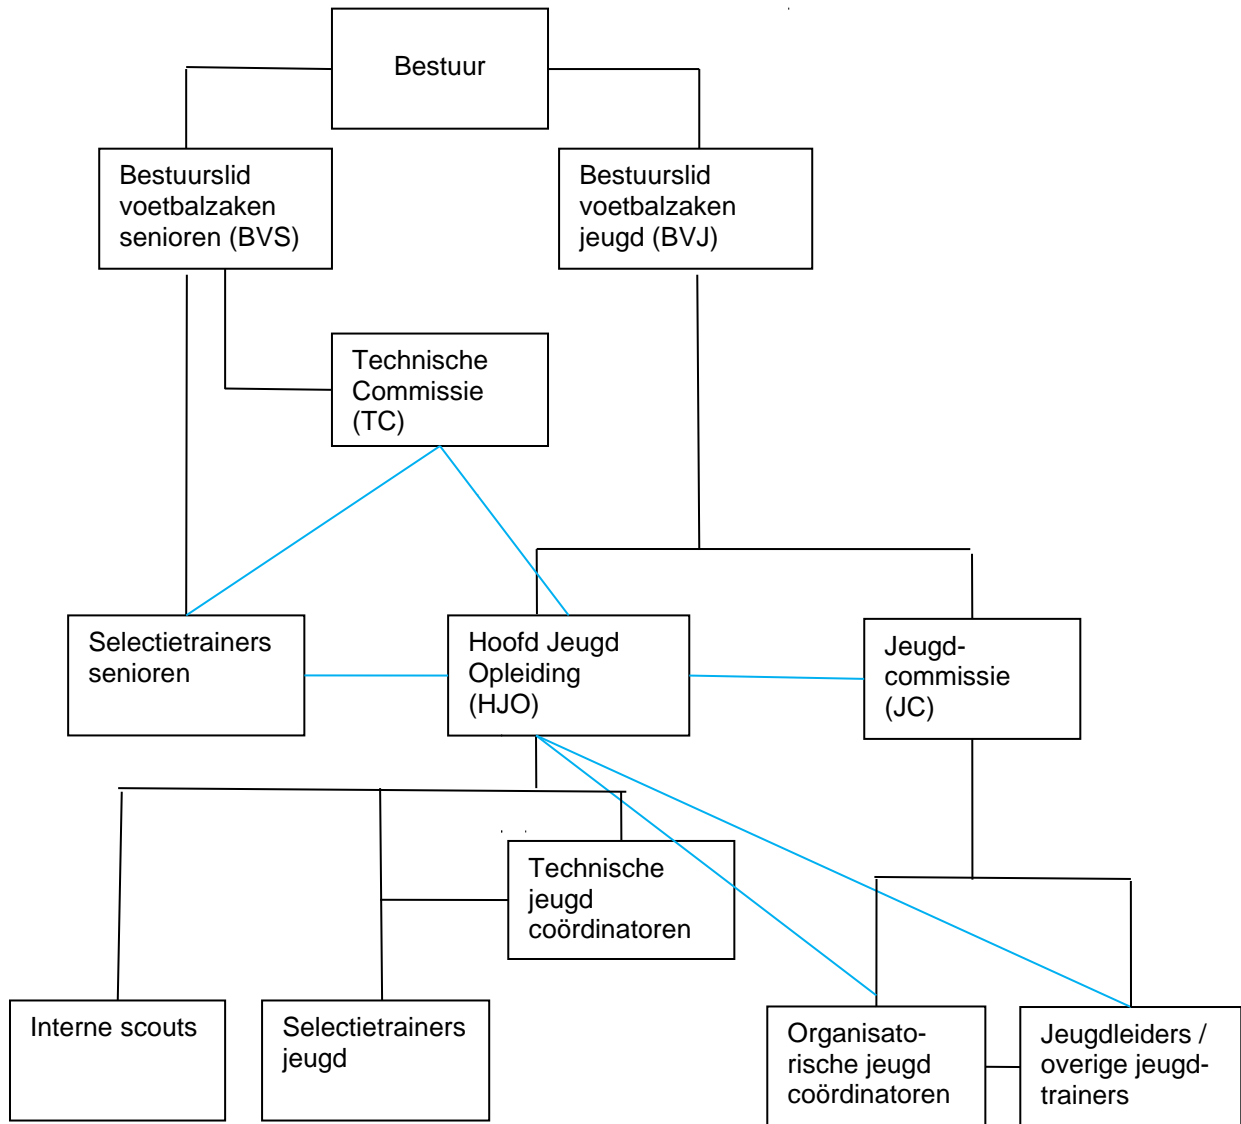 Bestuur
Bestuurslid
voetbalzaken
senioren (BVS)
Bestuurslid
voetbalzaken
jeugd (BVJ)
Technische
Commissie
(TC)
Selectietrainers
senioren
Hoofd Jeugd
Opleiding
(HJO)
Jeugd-
commissie
(JC)
Technische
jeugd
coördinatoren
Interne scouts
Selectietrainers
jeugd
Organisato-
rische jeugd
coördinatoren
Jeugdleiders /
overige jeugd-
trainers